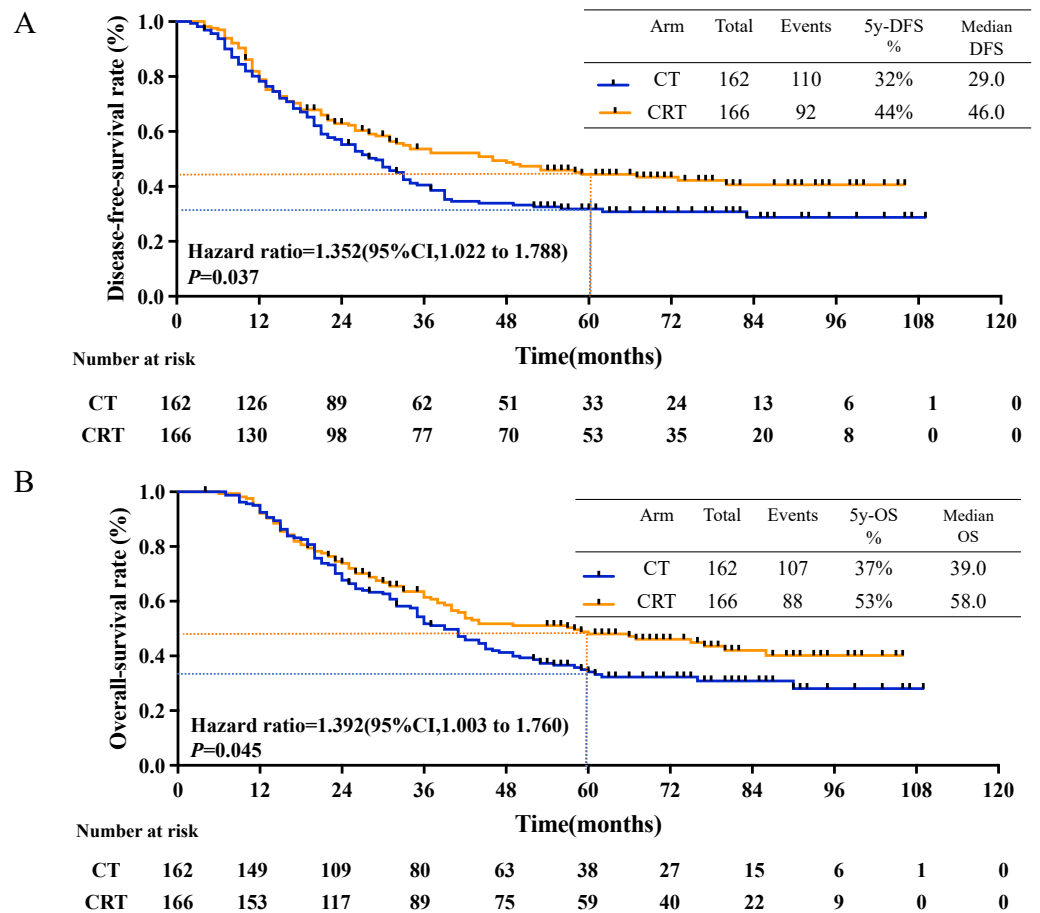 A
Disease-free-survival rate (%)
1.0
0.8
0.6
0.4
0.2
0.0
Arm Total Events 5y-DFS % Median DFS
CT 162 110 32% 29.0
CRT 166 92 44% 46.0
Hazard ratio=1.352(95%CI,1.022 to 1.788)
P=0.037
0 12 24 36 48 60 72 84 96 108 120
Time(months)
Number at risk
CT 162 126 89 62 51 33 24 13 6 1 0
CRT 166 130 98 77 70 53 35 20 8 0 0
B
Overall-survival rate (%)
1.0
0.8
0.6
0.4
0.2
0.0
Arm Total Events 5y-OS % Median OS
CT 162 107 37% 39.0
CRT 166 88 53% 58.0
Hazard ratio=1.392(95%CI,1.003 to 1.760)
P=0.045
0 12 24 36 48 60 72 84 96 108 120
Time(months)
Number at risk
CT 162 149 109 80 63 38 27 15 6 1 0
CRT 166 153 117 89 75 59 40 22 9 0 0